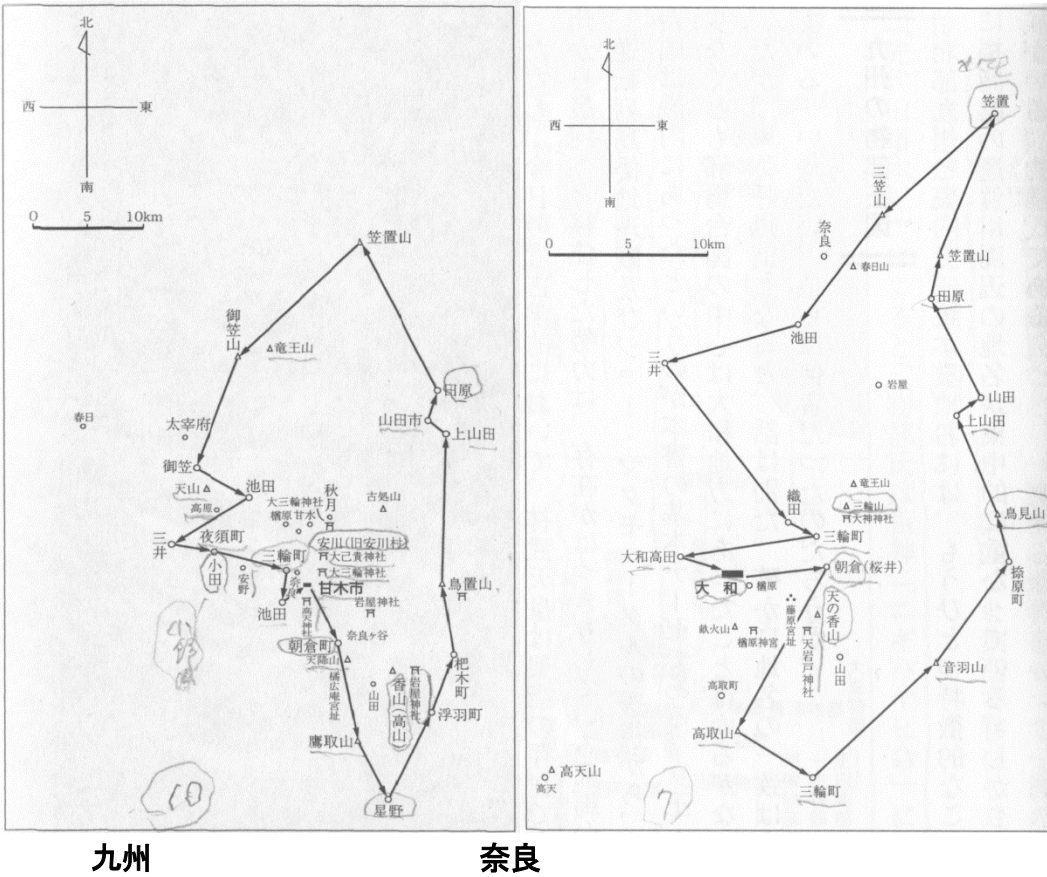 北
西
東
南
0 5 10km
笠置山
御笠山
竜王山
田原
春日
太宰府
山田市
上山田
御笠
天山
池田
高原
大三輪神社
秋月
古処山
楢原
甘水
三井
夜須町
安川(旧安川村)
三輪町
大己貴神社
小田
安野
大三輪神社
奈良
甘木市
鳥置山
池田
高天神社
岩屋神社
朝倉町
奈良ヶ谷
橘広庵宮址
杷木町
山田
香山(高山)
岩屋神社
浮羽町
鷹取山
星野
10
九州
北
西
東
南
0 5 10km
笠置
三笠山
奈良
春日山
笠置山
田原
池田
三井
岩屋
山田
上山田
竜王山
織田
三輪山
大神神社
鳥見山
三輪町
大和高田
朝倉(桜井)
大和
楢原
榛原町
藤原宮址
天の香山
畝火山
橿原神宮
天岩戸神社
山田
音羽山
高取町
高取山
高天山
高天
三輪町
7
奈良